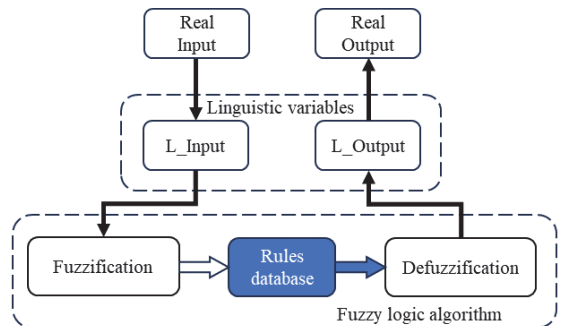 Real
Input
Real
Output
Linguistic variables
L_Input
L_Output
Fuzzification
Rules
database
Defuzzification
Fuzzy logic algorithm